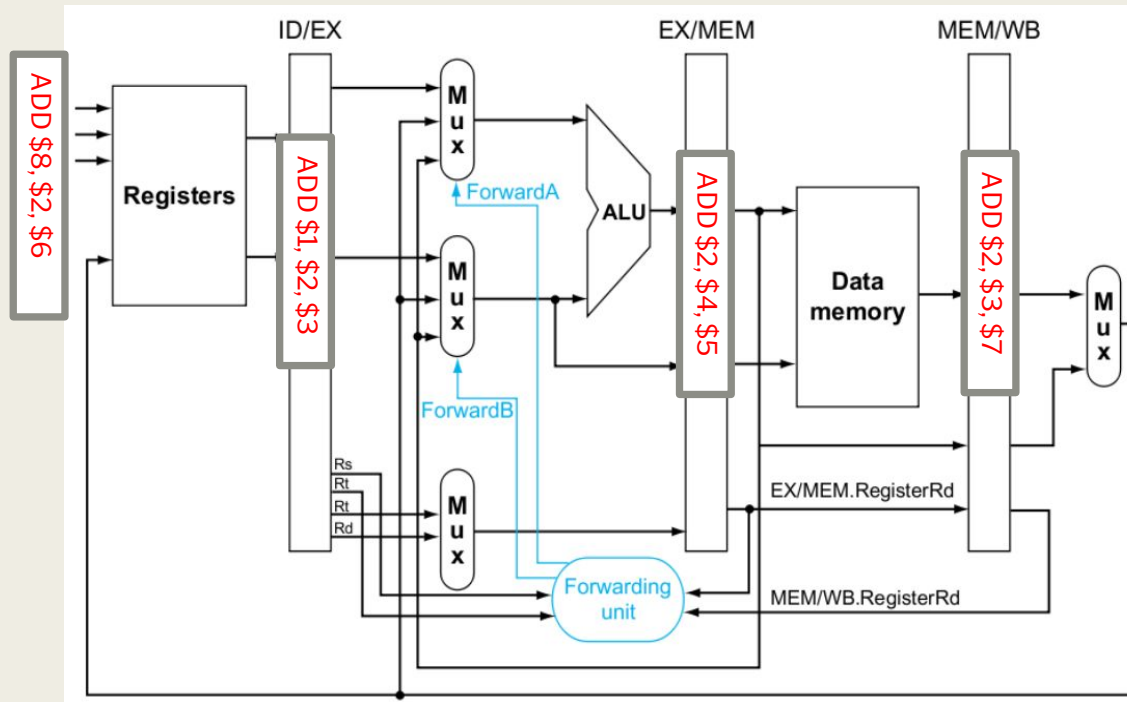 ID/EX
EX/MEM
MEM/WB
ADD $8, $2, $6
Registers
ADD $1, $2, $3
Mux
ForwardA
Mux
ForwardB
ALU
ADD $2, $4, $5
Data
memory
ADD $2, $3, $7
Mux
Rs
Rt
Rt
Rd
Mux
EX/MEM.RegisterRd
Forwarding
unit
MEM/WB.RegisterRd